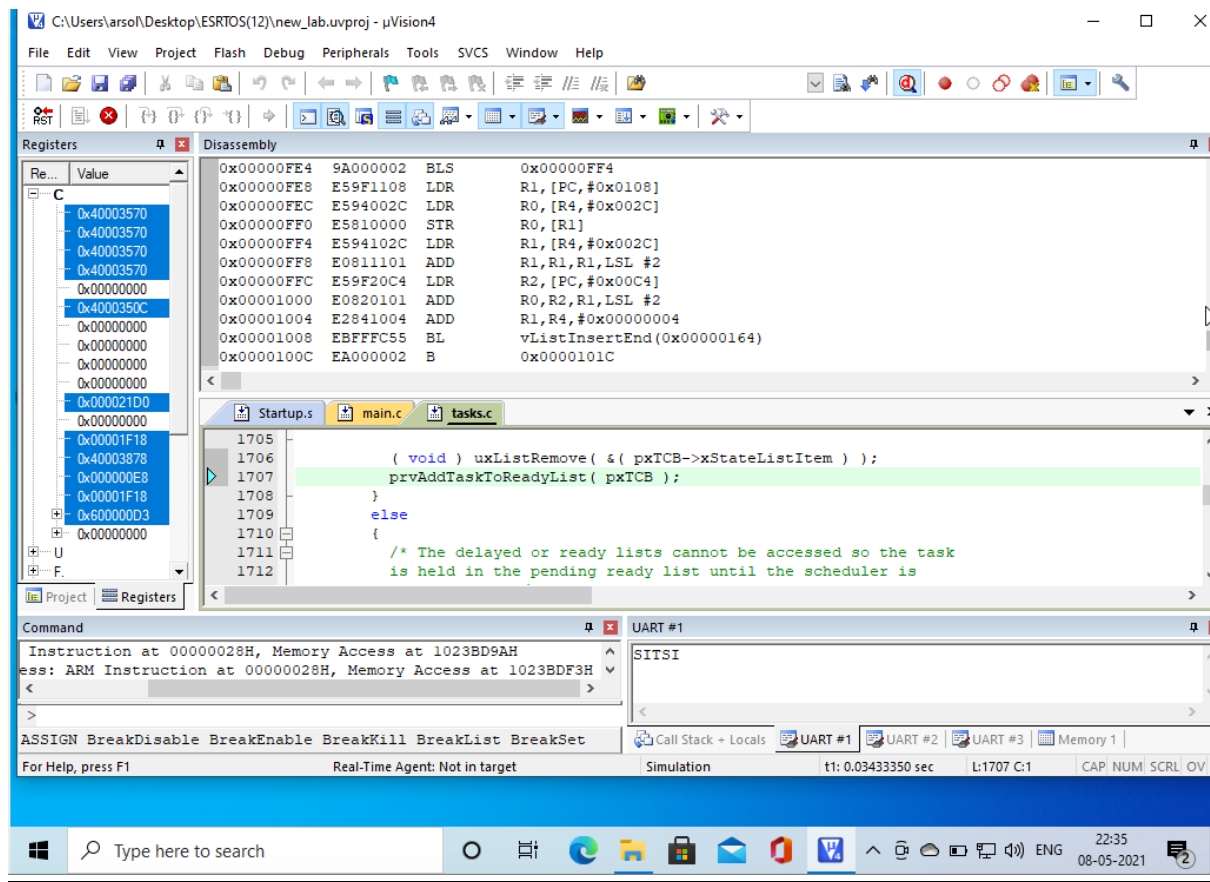 C:\Users\arsol\Desktop\ESRTOS(12)\new_lab.uvproj - µVision4
File Edit View Project Flash Debug Peripherals Tools SVCS Window Help
RST
Registers
Disassembly
Re... Value
C
0x40003570
0x40003570
0x40003570
0x40003570
0x00000000
0x4000350C
0x00000000
0x00000000
0x00000000
0x00000000
0x000021D0
0x00000000
0x00001F18
0x40003878
0x000000E8
0x00001F18
0x600000D3
0x00000000
U
F.
Project Registers
0x00000FE4 9A000002 BLS 0x00000FF4
0x00000FE8 E59F1108 LDR R1,[PC,#0x0108]
0x00000FEC E594002C LDR R0,[R4,#0x002C]
0x00000FF0 E5810000 STR R0,[R1]
0x00000FF4 E594102C LDR R1,[R4,#0x002C]
0x00000FF8 E0811101 ADD R1,R1,R1,LSL #2
0x00000FFC E59F20C4 LDR R2,[PC,#0x00C4]
0x00001000 E0820101 ADD R0,R2,R1,LSL #2
0x00001004 E2841004 ADD R1,R4,#0x00000004
0x00001008 EBFFFC55 BL vListInsertEnd(0x00000164)
0x0000100C EA000002 B 0x0000101C
Startup.s main.c tasks.c
1705
1706 ( void ) uxListRemove( &( pxTCB->xStateListItem ) );
1707 prvAddTaskToReadyList( pxTCB );
1708 }
1709 else
1710 {
1711 /* The delayed or ready lists cannot be accessed so the task
1712 is held in the pending ready list until the scheduler is
Command
Instruction at 00000028H, Memory Access at 1023BD9AH
ess: ARM Instruction at 00000028H, Memory Access at 1023BDF3H
>
ASSIGN BreakDisable BreakEnable BreakKill BreakList BreakSet
UART #1
SITSI
Call Stack + Locals UART #1 UART #2 UART #3 Memory 1
For Help, press F1 Real-Time Agent: Not in target Simulation t1: 0.03433350 sec L:1707 C:1 CAP NUM SCRL OV
Type here to search
ENG
22:35
08-05-2021
2